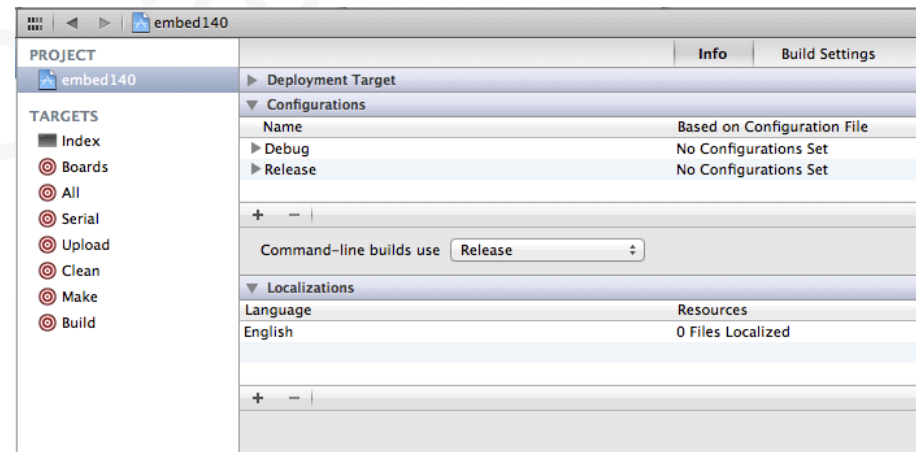 embed140
PROJECT
embed140
TARGETS
Index
Boards
All
Serial
Upload
Clean
Make
Build
Info Build Settings
Deployment Target
Configurations
Name Based on Configuration File
Debug No Configurations Set
Release No Configurations Set
+ −
Command-line builds use Release
Localizations
Language Resources
English 0 Files Localized
+ −